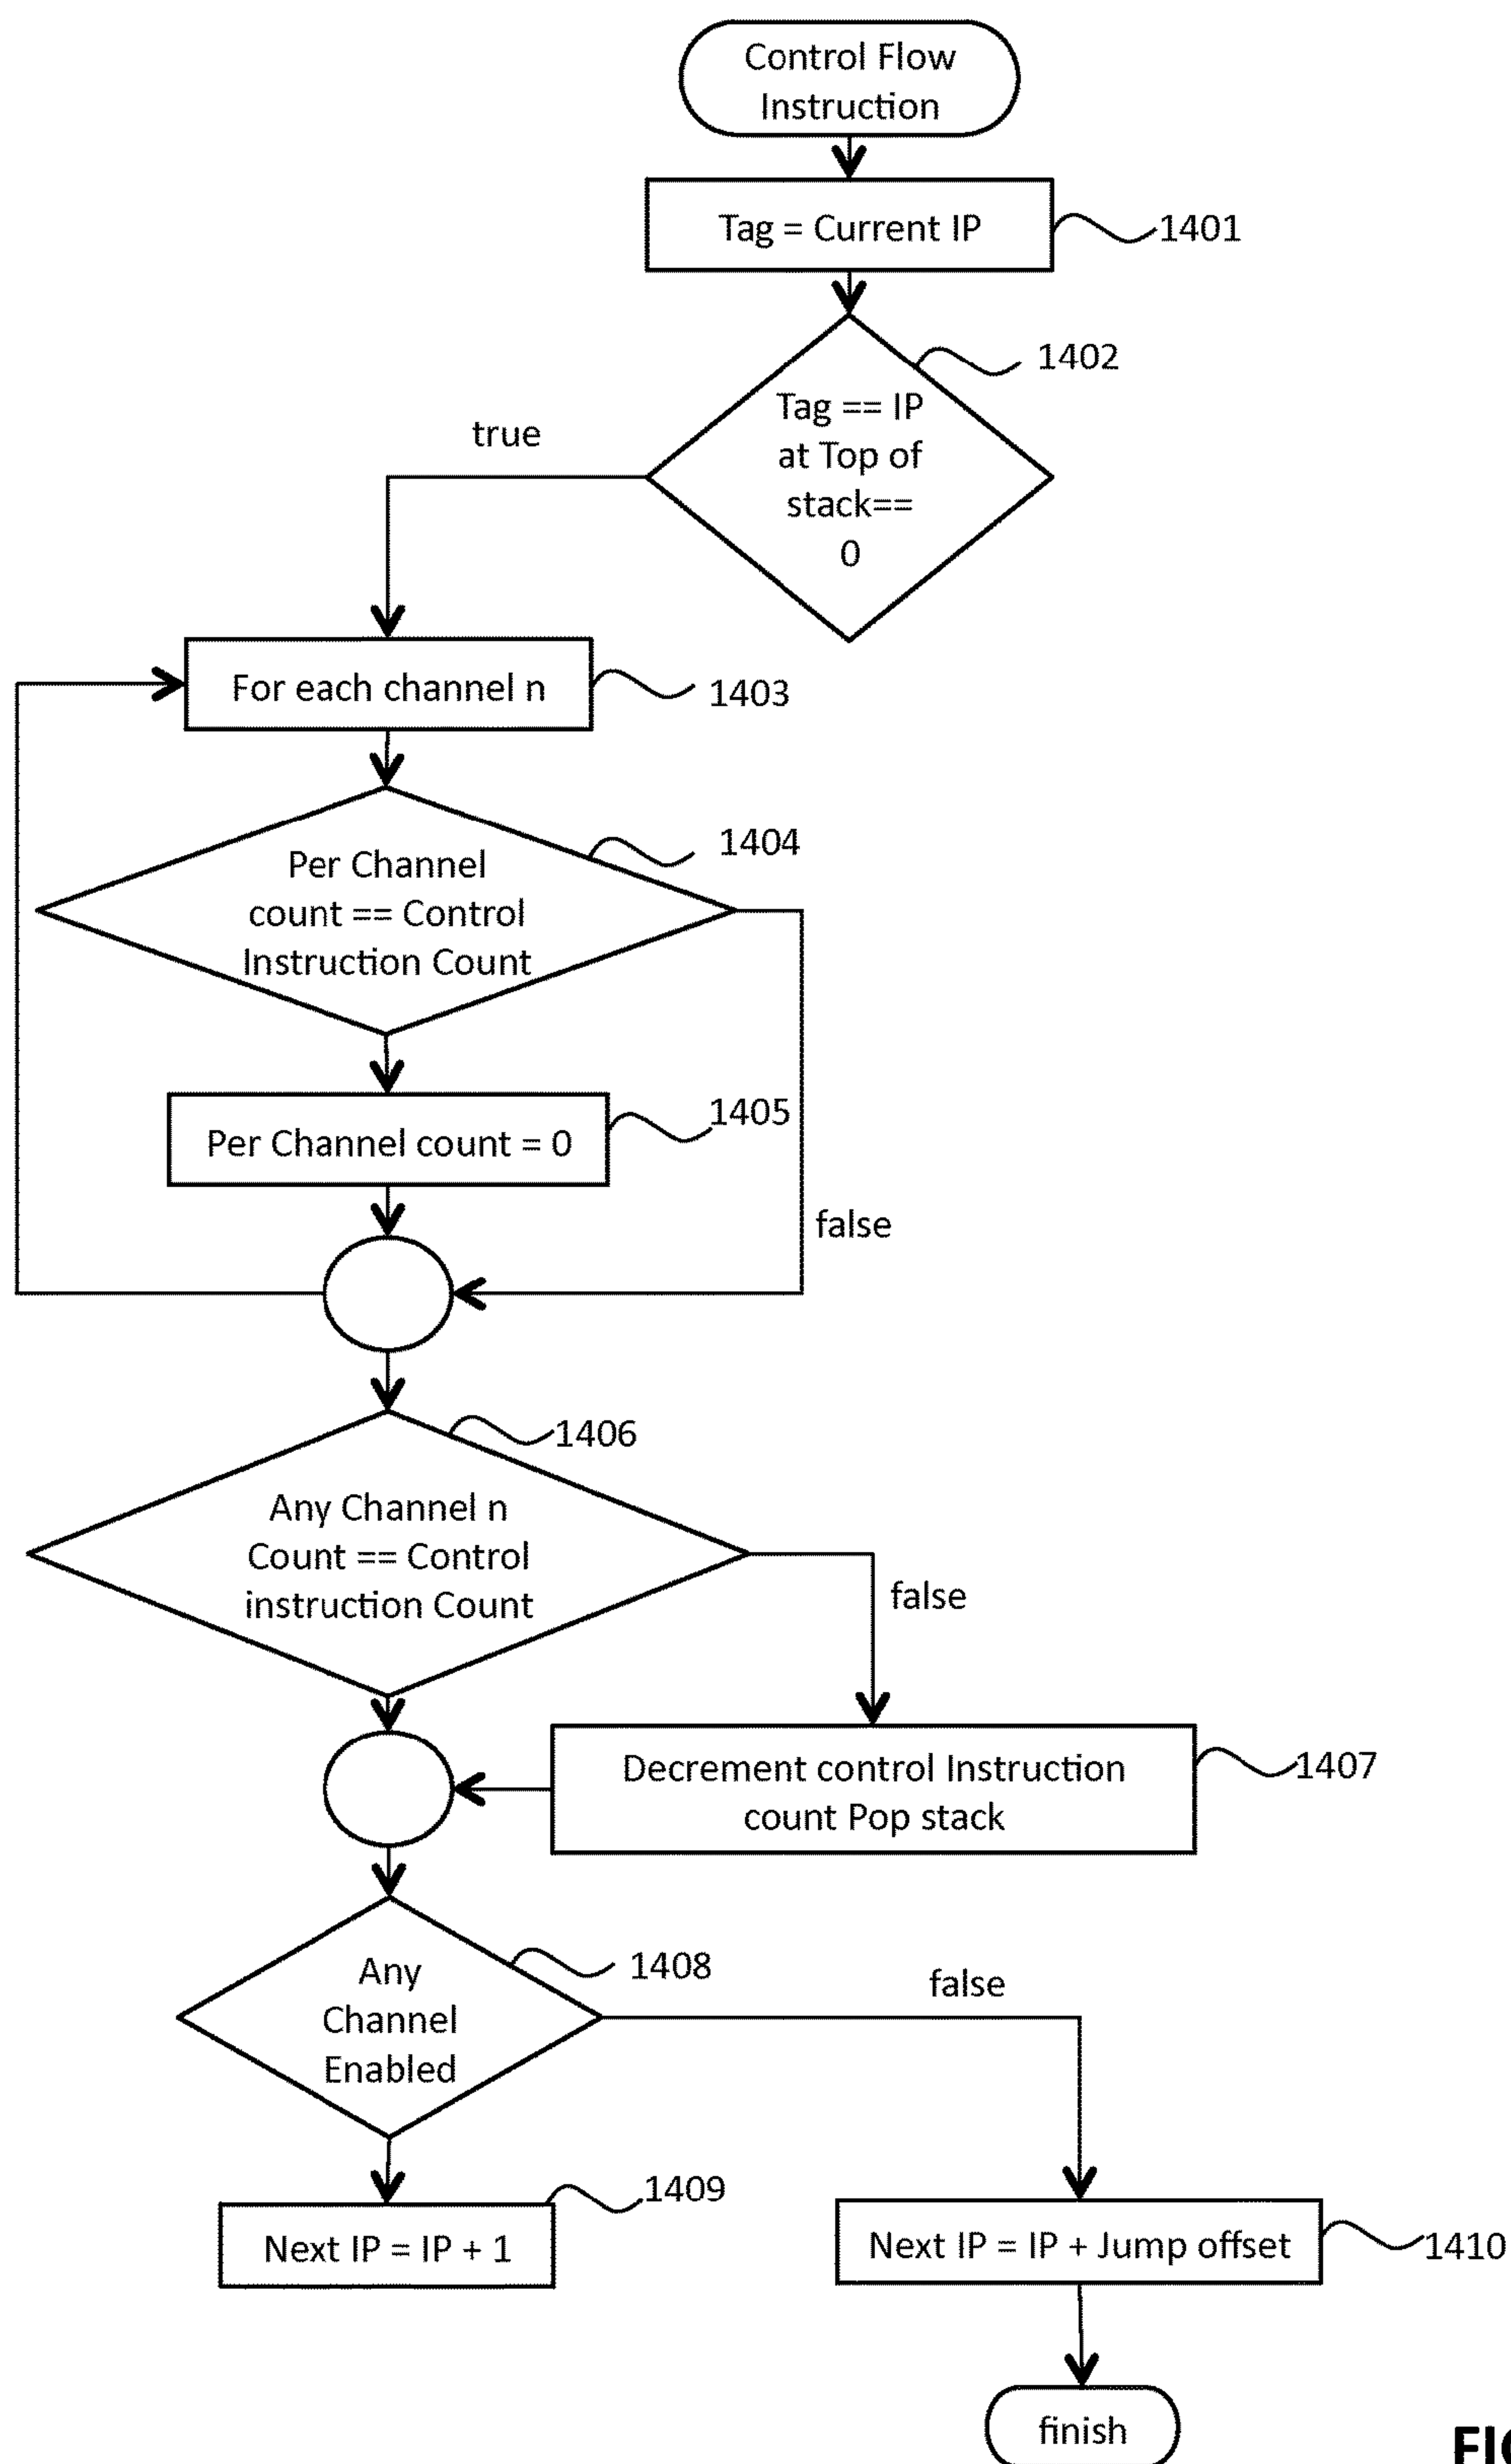 Control Flow
Instruction
Tag = Current IP
1401
1402
Tag == IP
at Top of
stack==
0
true
For each channel n
1403
1404
Per Channel
count == Control
Instruction Count
1405
Per Channel count = 0
false
1406
Any Channel n
Count == Control
instruction Count
false
Decrement control Instruction
count Pop stack
1407
1408
Any
Channel
Enabled
false
1409
Next IP = IP + 1
Next IP = IP + Jump offset
1410
finish